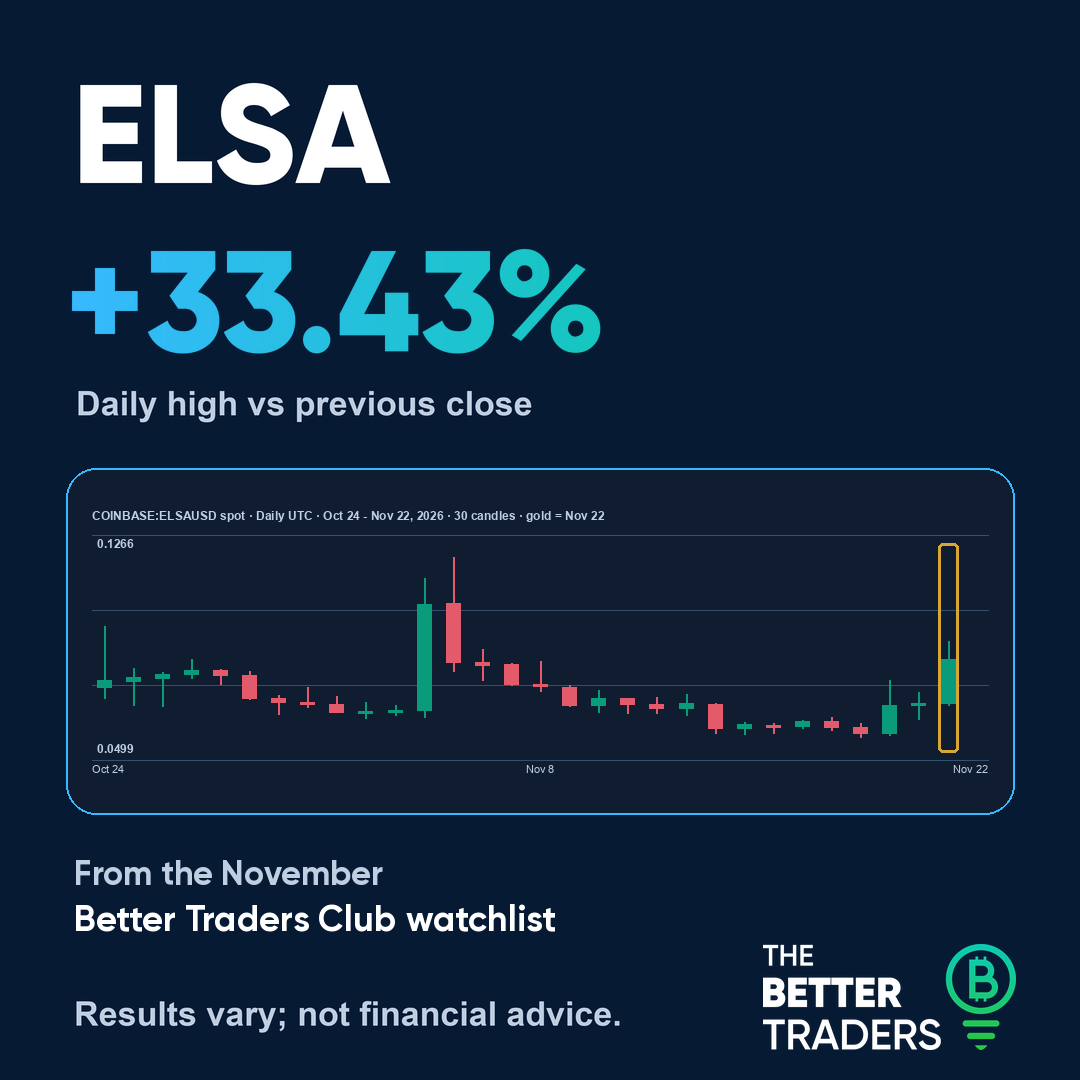 ELSA
+33.43%
Daily high vs previous close
COINBASE:ELSAUSD spot · Daily UTC · Oct 24 - Nov 22, 2026 · 30 candles · gold = Nov 22
0.1266
0.0499
Oct 24 Nov 8 Nov 22
From the November
Better Traders Club watchlist
Results vary; not financial advice.
THE
BETTER
TRADERS